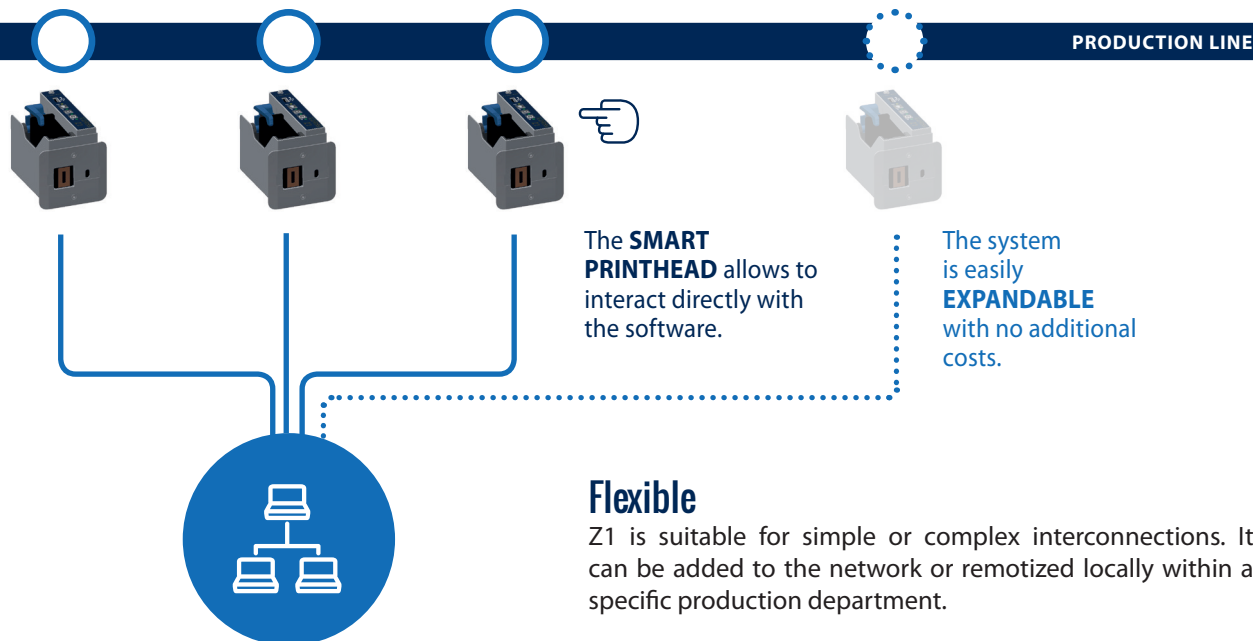 PRODUCTION LINE
The SMART
PRINTHEAD allows to
interact directly with
the software.
The system
is easily
EXPANDABLE
with no additional
costs.
Flexible
Z1 is suitable for simple or complex interconnections. It
can be added to the network or remotized locally within a
specific production department.